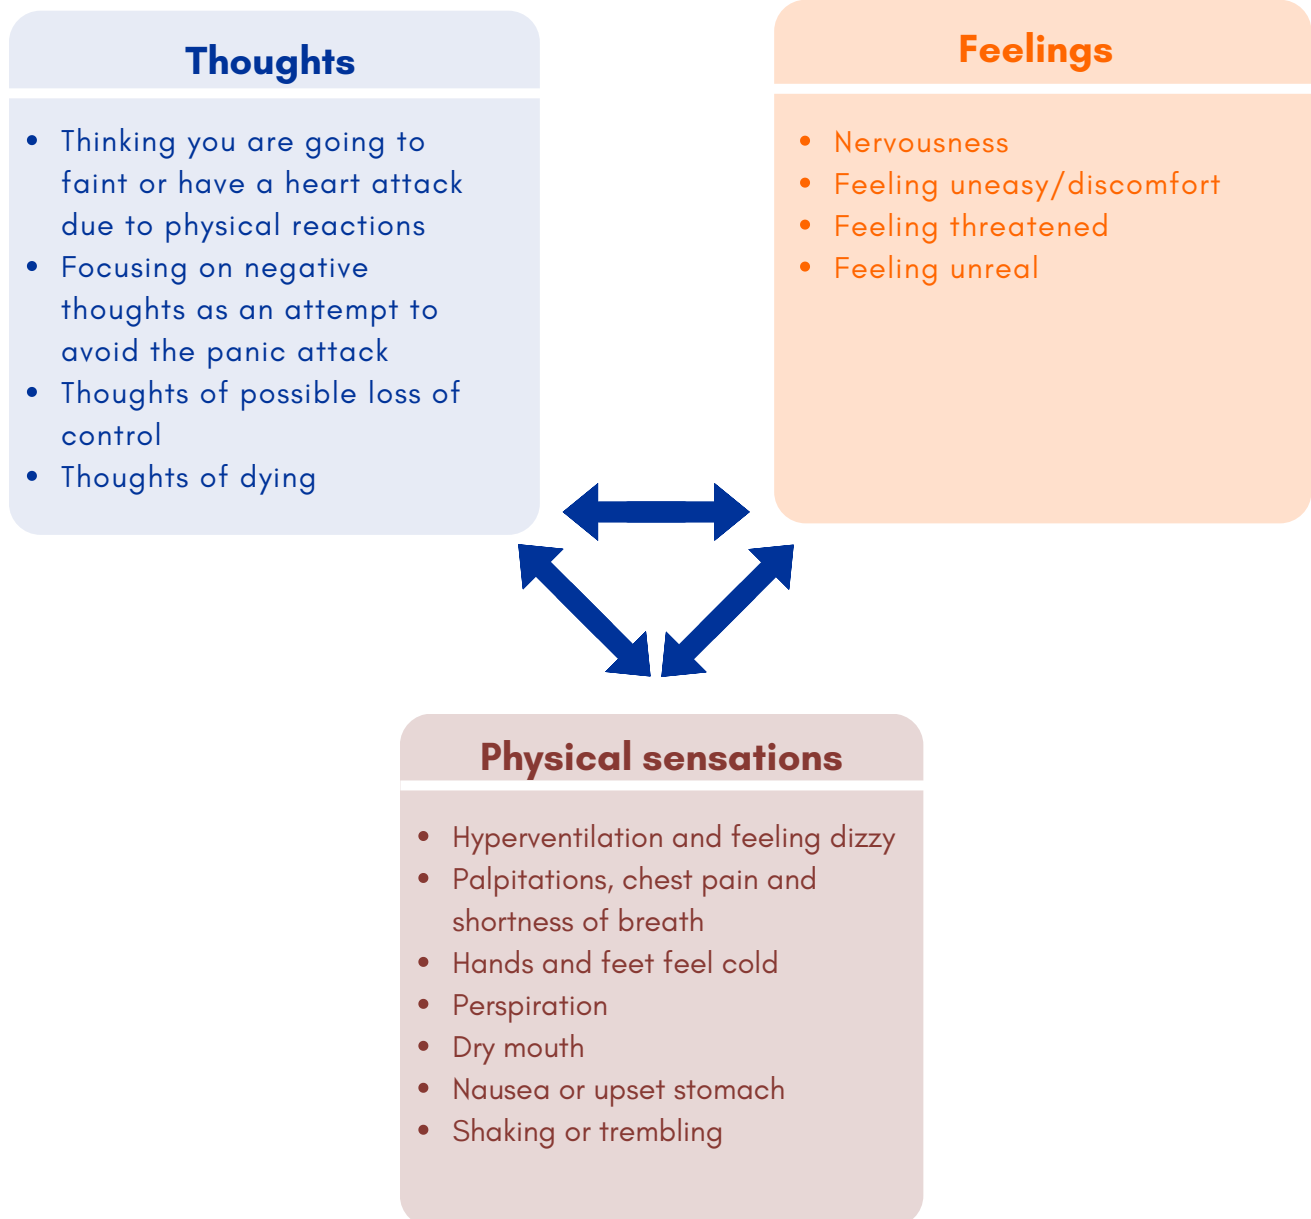 Thoughts
• Thinking you are going to
faint or have a heart attack
due to physical reactions
• Focusing on negative
thoughts as an attempt to
avoid the panic attack
• Thoughts of possible loss of
control
• Thoughts of dying
Feelings
• Nervousness
• Feeling uneasy/discomfort
• Feeling threatened
• Feeling unreal
Physical sensations
• Hyperventilation and feeling dizzy
• Palpitations, chest pain and
shortness of breath
• Hands and feet feel cold
• Perspiration
• Dry mouth
• Nausea or upset stomach
• Shaking or trembling